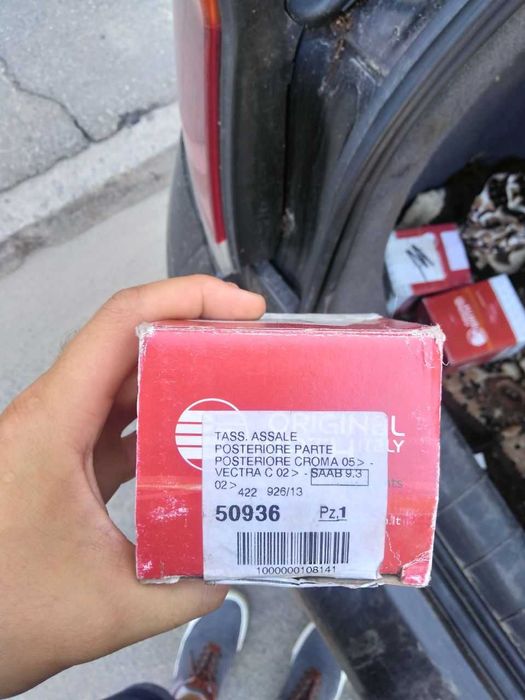 ORIGINAL
ITALY
TASS. ASSALE
POSTERIORE PARTE
POSTERIORE CROMA 05> -
VECTRA C 02> - SAAB 9.3
02>
422 926/13
50936 Pz.1
1000000108141